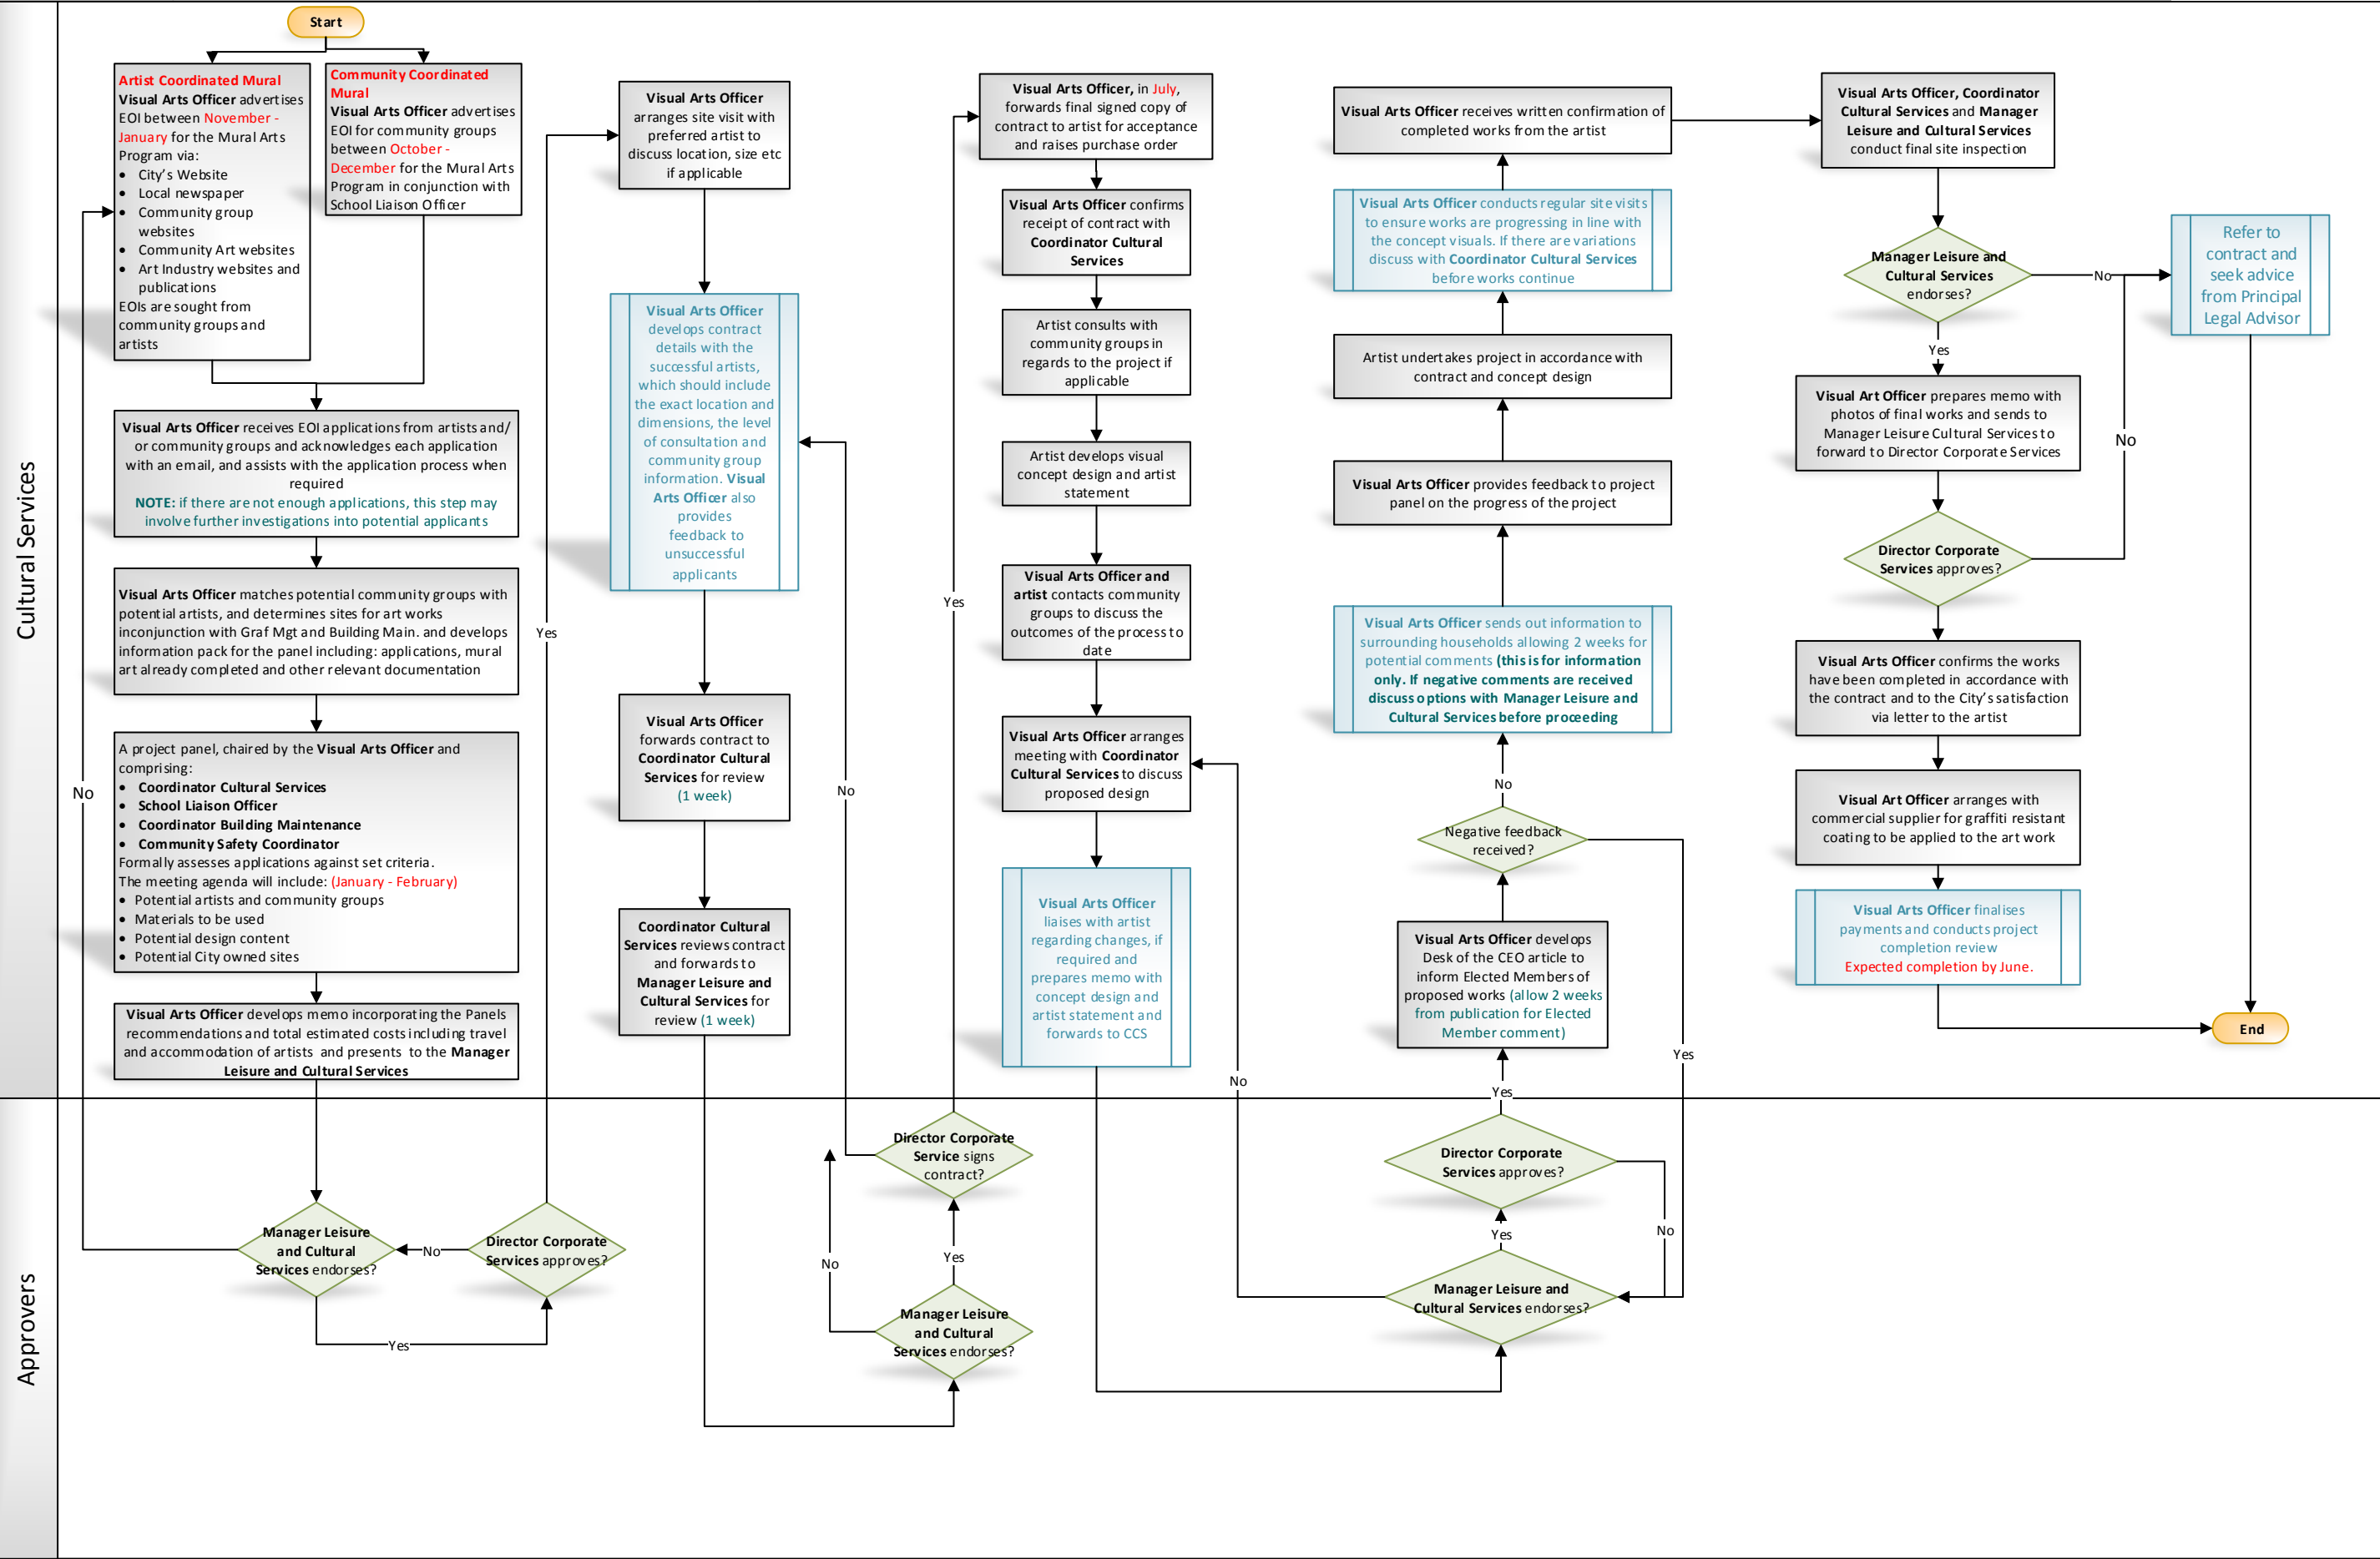 Cultural Services
Approvers
Start
Artist Coordinated Mural
Visual Arts Officer advertises
EOI between November -
January for the Mural Arts
Program via:
• City's Website
• Local newspaper
• Community group
websites
• Community Art websites
• Art Industry websites and
publications
EOIs are sought from
community groups and
artists
Community Coordinated
Mural
Visual Arts Officer advertises
EOI for community groups
between October -
December for the Mural Arts
Program in conjunction with
School Liaison Officer
Visual Arts Officer receives EOI applications from artists and/
or community groups and acknowledges each application
with an email, and assists with the application process when
required
NOTE: if there are not enough applications, this step may
involve further investigations into potential applicants
Visual Arts Officer matches potential community groups with
potential artists, and determines sites for art works
inconjunction with Graf Mgt and Building Main. and develops
information pack for the panel including: applications, mural
art already completed and other relevant documentation
A project panel, chaired by the Visual Arts Officer and
comprising:
• Coordinator Cultural Services
• School Liaison Officer
• Coordinator Building Maintenance
• Community Safety Coordinator
Formally assesses applications against set criteria.
The meeting agenda will include: (January - February)
• Potential artists and community groups
• Materials to be used
• Potential design content
• Potential City owned sites
Visual Arts Officer develops memo incorporating the Panels
recommendations and total estimated costs including travel
and accommodation of artists and presents to the Manager
Leisure and Cultural Services
No
Manager Leisure
and Cultural
Services endorses?
Yes
No
Director Corporate
Services approves?
Yes
Visual Arts Officer
arranges site visit with
preferred artist to
discuss location, size etc
if applicable
Visual Arts Officer
develops contract
details with the
successful artists,
which should include
the exact location and
dimensions, the level
of consultation and
community group
information. Visual
Arts Officer also
provides
feedback to
unsuccessful
applicants
Visual Arts Officer
forwards contract to
Coordinator Cultural
Services for review
(1 week)
Coordinator Cultural
Services reviews contract
and forwards to
Manager Leisure and
Cultural Services for
review (1 week)
Manager Leisure
and Cultural
Services endorses?
No
Yes
Director Corporate
Service signs
contract?
No
Yes
Visual Arts Officer, in July,
forwards final signed copy of
contract to artist for acceptance
and raises purchase order
Visual Arts Officer confirms
receipt of contract with
Coordinator Cultural
Services
Artist consults with
community groups in
regards to the project if
applicable
Artist develops visual
concept design and artist
statement
Visual Arts Officer and
artist contacts community
groups to discuss the
outcomes of the process to
date
Visual Arts Officer arranges
meeting with Coordinator
Cultural Services to discuss
proposed design
Visual Arts Officer
liaises with artist
regarding changes, if
required and
prepares memo with
concept design and
artist statement and
forwards to CCS
No
Manager Leisure and
Cultural Services endorses?
Yes
Director Corporate
Services approves?
No
Yes
Visual Arts Officer develops
Desk of the CEO article to
inform Elected Members of
proposed works (allow 2 weeks
from publication for Elected
Member comment)
Negative feedback
received?
Yes
No
Visual Arts Officer sends out information to
surrounding households allowing 2 weeks for
potential comments (this is for information
only. If negative comments are received
discuss options with Manager Leisure and
Cultural Services before proceeding
Visual Arts Officer provides feedback to project
panel on the progress of the project
Artist undertakes project in accordance with
contract and concept design
Visual Arts Officer conducts regular site visits
to ensure works are progressing in line with
the concept visuals. If there are variations
discuss with Coordinator Cultural Services
before works continue
Visual Arts Officer receives written confirmation of
completed works from the artist
Visual Arts Officer, Coordinator
Cultural Services and Manager
Leisure and Cultural Services
conduct final site inspection
Manager Leisure and
Cultural Services
endorses?
No
Yes
Refer to
contract and
seek advice
from Principal
Legal Advisor
Visual Art Officer prepares memo with
photos of final works and sends to
Manager Leisure Cultural Services to
forward to Director Corporate Services
No
Director Corporate
Services approves?
Visual Arts Officer confirms the works
have been completed in accordance with
the contract and to the City's satisfaction
via letter to the artist
Visual Art Officer arranges with
commercial supplier for graffiti resistant
coating to be applied to the art work
Visual Arts Officer finalises
payments and conducts project
completion review
Expected completion by June.
End